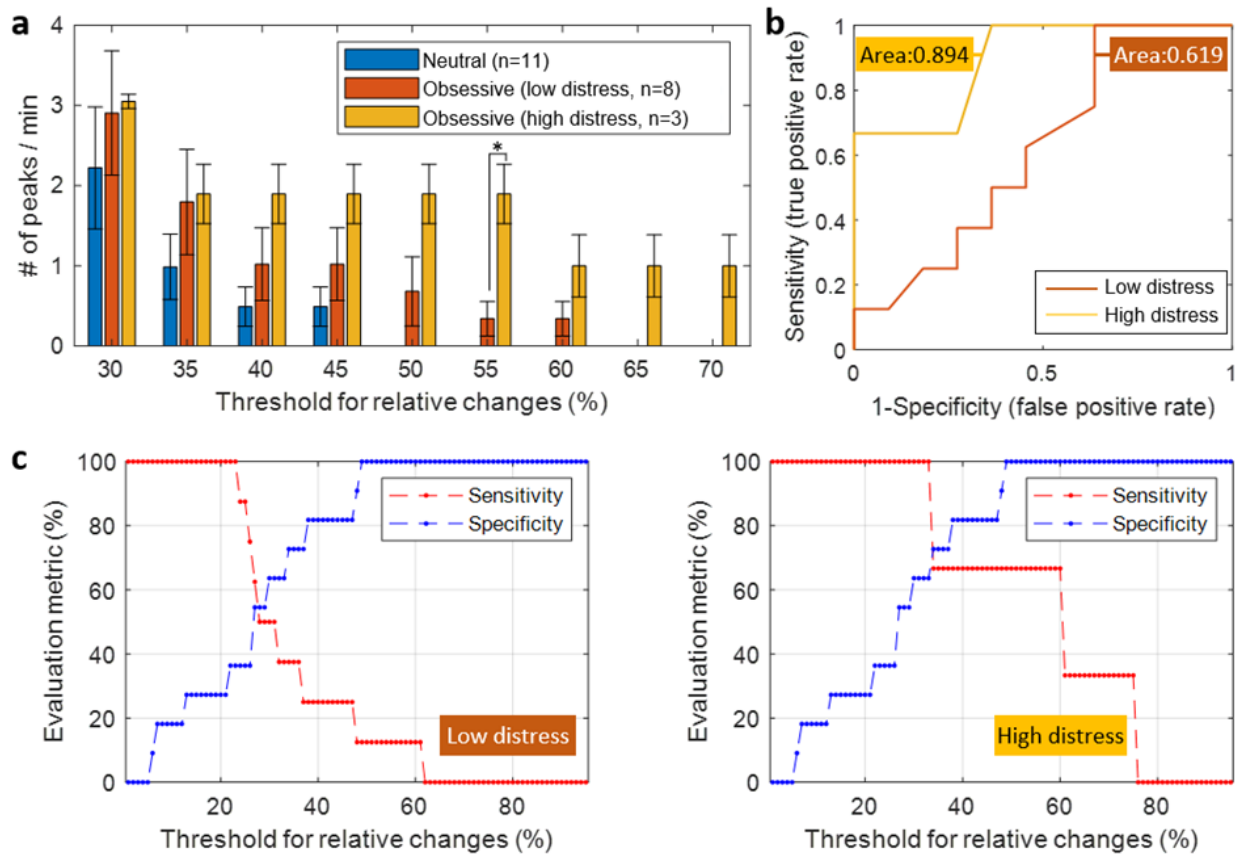 a
4
3
2
1
0
# of peaks / min
Neutral (n=11)
Obsessive (low distress, n=8)
Obsessive (high distress, n=3)
*
30 35 40 45 50 55 60 65 70
Threshold for relative changes (%)
b
1
0.8
0.6
0.4
0.2
0
Sensitivity (true positive rate)
Area:0.894
Area:0.619
Low distress
High distress
0 0.5 1
1-Specificity (false positive rate)
c
100
80
60
40
20
0
Evaluation metric (%)
Sensitivity
Specificity
Low distress
20 40 60 80
Threshold for relative changes (%)
100
80
60
40
20
0
Evaluation metric (%)
Sensitivity
Specificity
High distress
20 40 60 80
Threshold for relative changes (%)